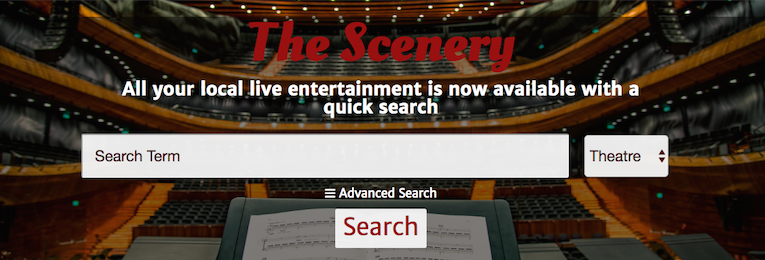 The Scenery
All your local live entertainment is now available with a
quick search
Search Term
Theatre
Advanced Search
Search